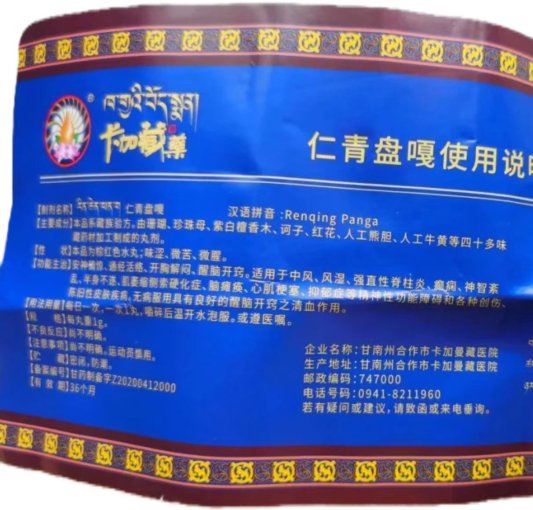 ཁ་གྱཱའི་བོད་སྨན།
®
卡加藏藥
仁青盘嘎使用说明
【制剂名称】 仁青盘嘎 汉语拼音:Renqing Panga
【主要成分】本品系藏族验方。由珊瑚、珍珠母、紫白檀香木、诃子、红花、人工熊胆、人工牛黄等四十多味
藏药材加工制成的丸剂。
【性 状】本品为棕红色水丸;味涩、微苦、微腥。
【功能主治】安神镇惊、通经活络、开胸解闷、醒脑开窍。适用于中风、风湿、强直性脊柱炎、癫痫、神智紊
乱、半身不遂、肌萎缩侧索硬化症、脑瘫痪、心肌梗塞、抑郁症等精神性功能障碍和各种创伤、
陈旧性皮肤疾病,无病服用具有良好的醒脑开窍之清血作用。
【用法用量】每日一次,一次1丸,嚼碎后温开水泡服。或遵医嘱。
【规 格】每丸重1g。
【不良反应】尚不明确。
【注意事项】尚不明确。运动员慎用。
【贮 藏】密闭,防潮。
【备案编号】甘药制备字Z20200412000
【有 效 期】36个月
企业名称:甘南州合作市卡加曼藏医院
生产地址:甘南州合作市卡加曼藏医院
邮政编码:747000
电话号码:0941-8211960
若有疑问或建议,请致函或来电垂询。